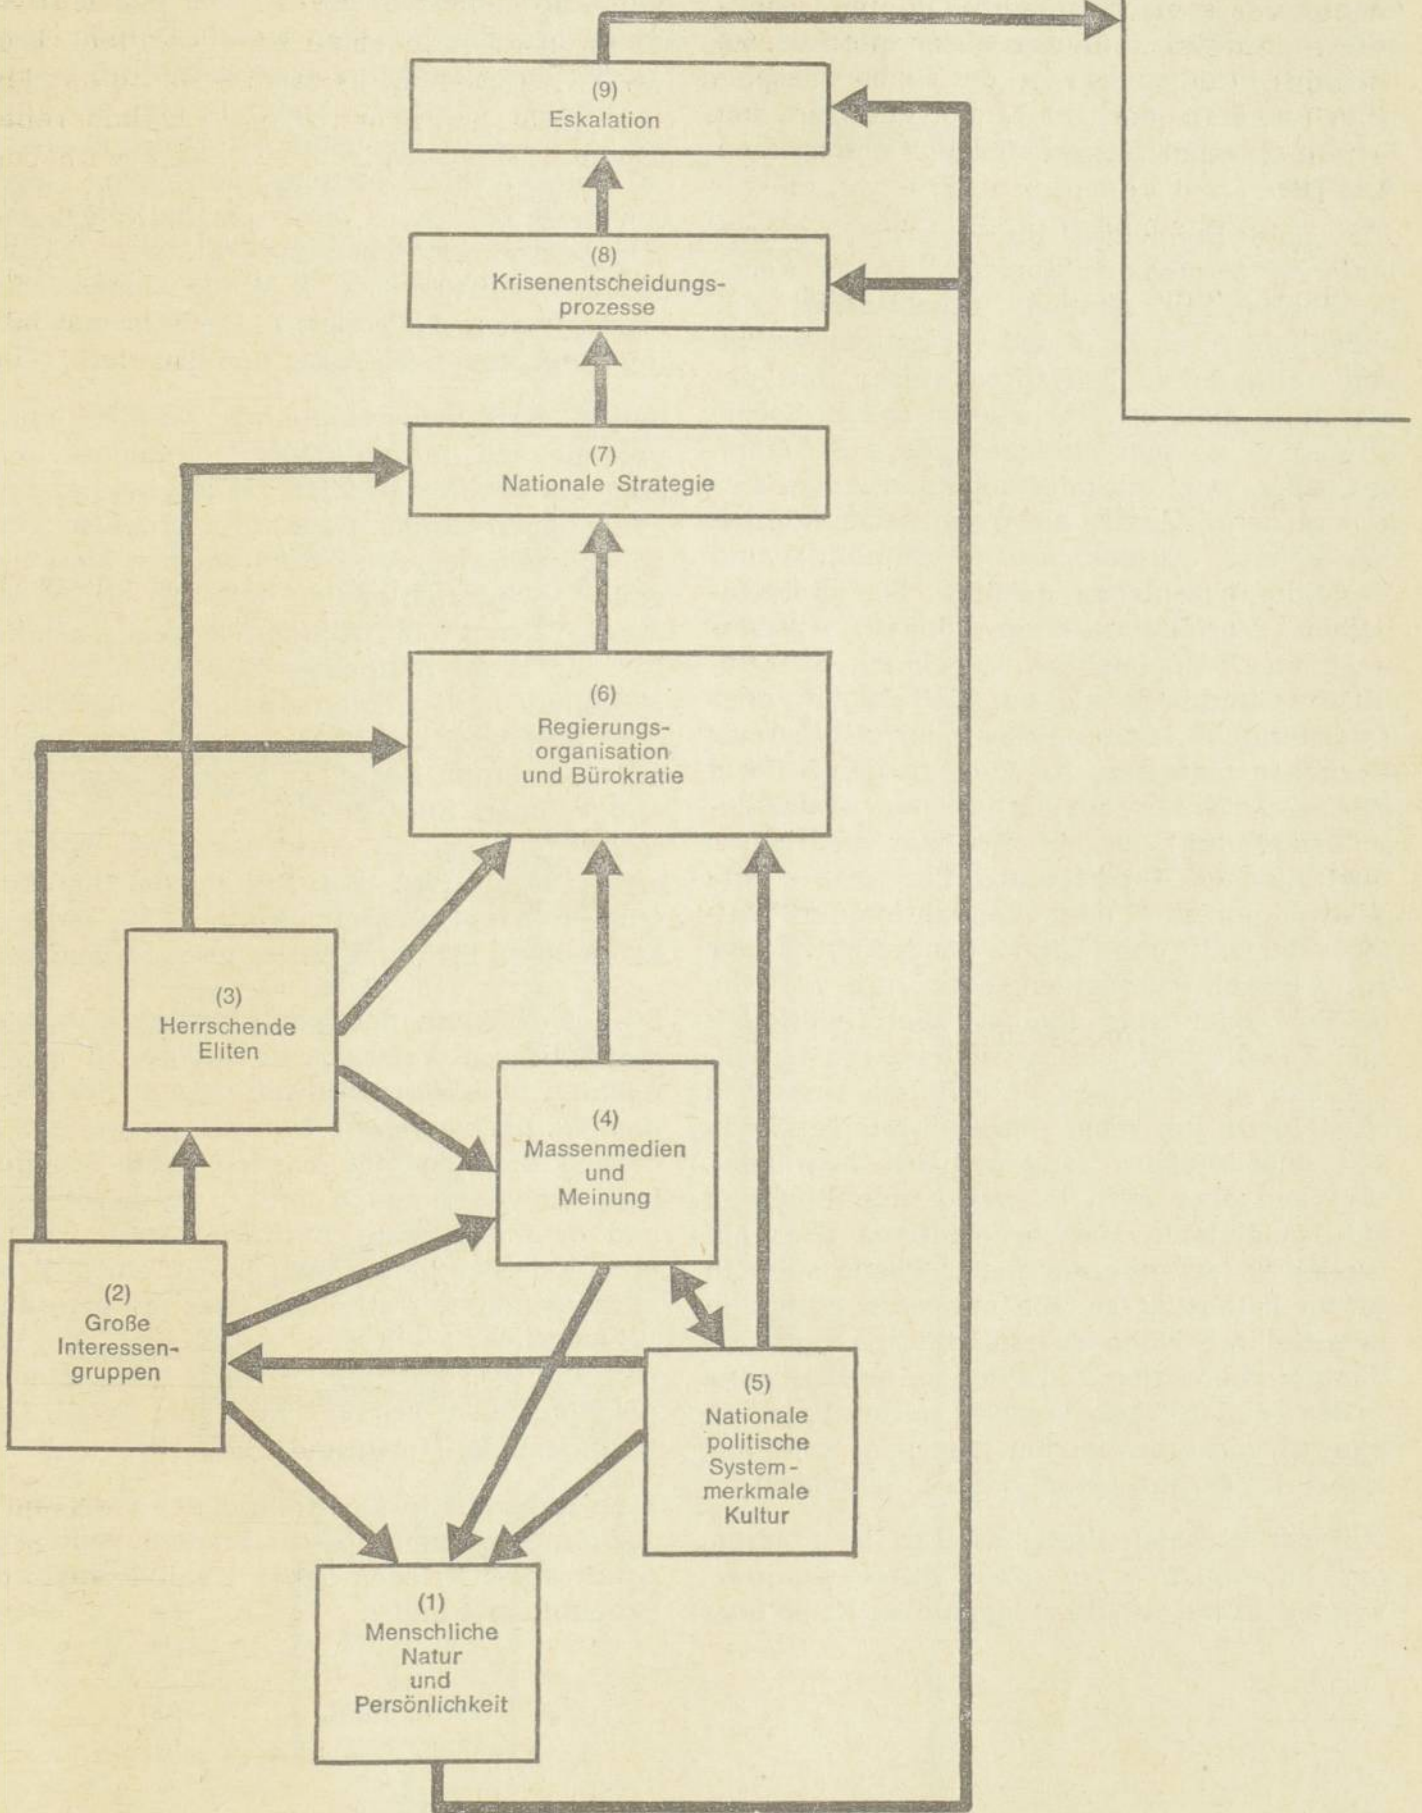 (9)
Eskalation
(8)
Krisenentscheidungs-
prozesse
(7)
Nationale Strategie
(6)
Regierungs-
organisation
und Bürokratie
(3)
Herrschende
Eliten
(4)
Massenmedien
und
Meinung
(2)
Große
Interessen-
gruppen
(5)
Nationale
politische
System-
merkmale
Kultur
(1)
Menschliche
Natur
und
Persönlichkeit